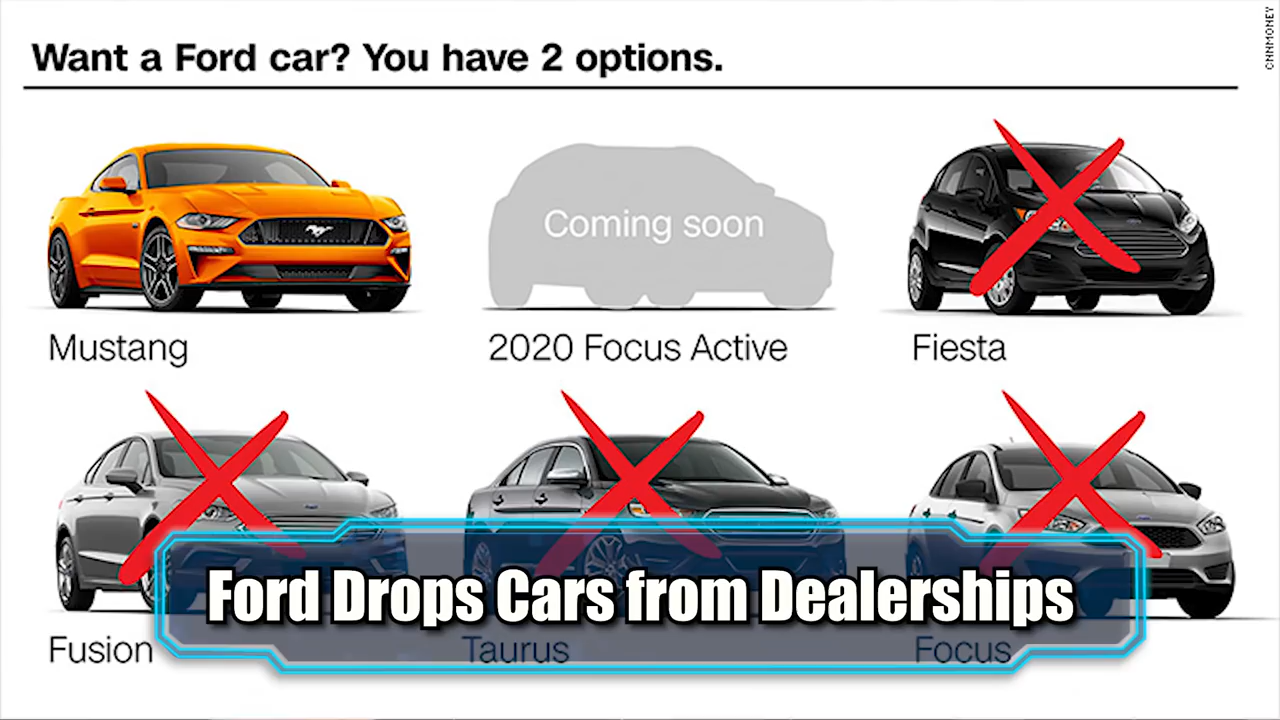 CNNMONEY
Want a Ford car? You have 2 options.
Coming soon
Mustang
2020 Focus Active
Fiesta
Ford Drops Cars from Dealerships
Fusion
Taurus
Focus